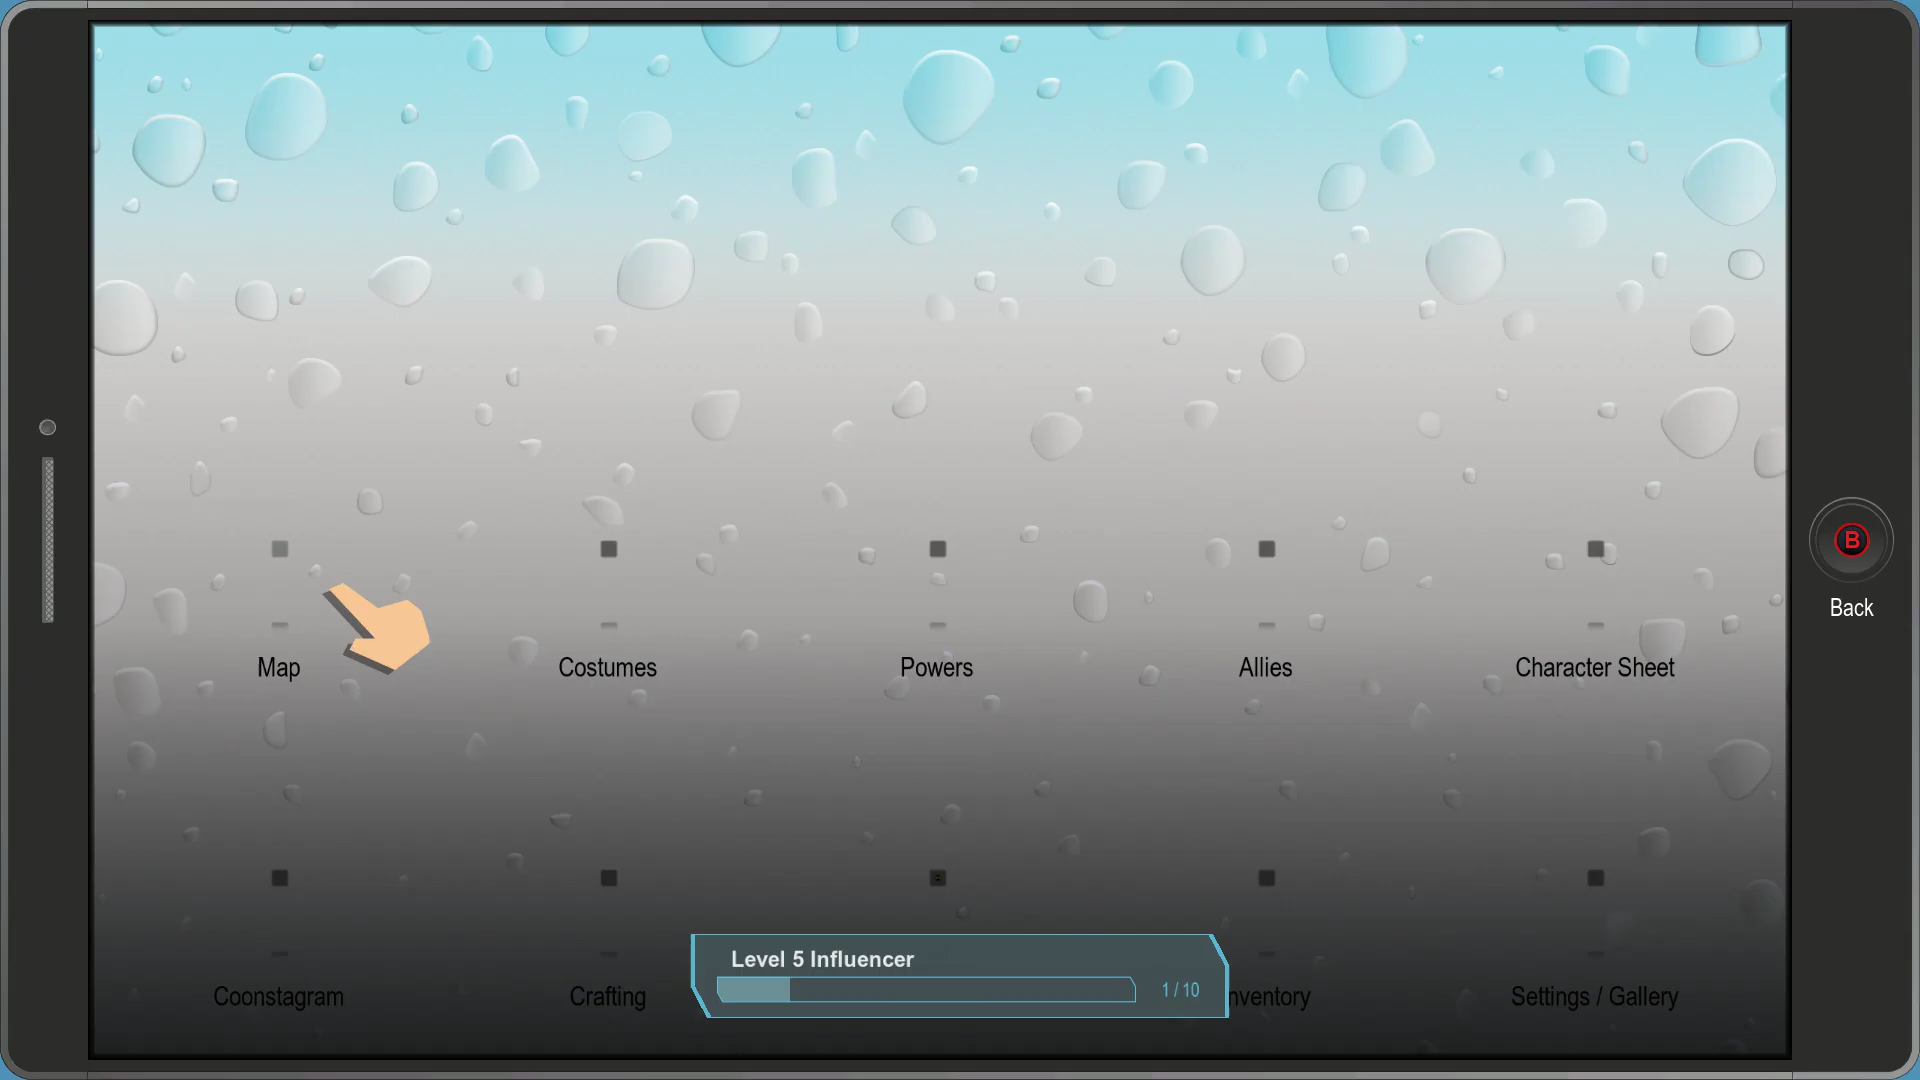 B
Back
Map
Costumes
Powers
Allies
Character Sheet
Level 5 Influencer
1 / 10
Coonstagram
Crafting
nventory
Settings / Gallery